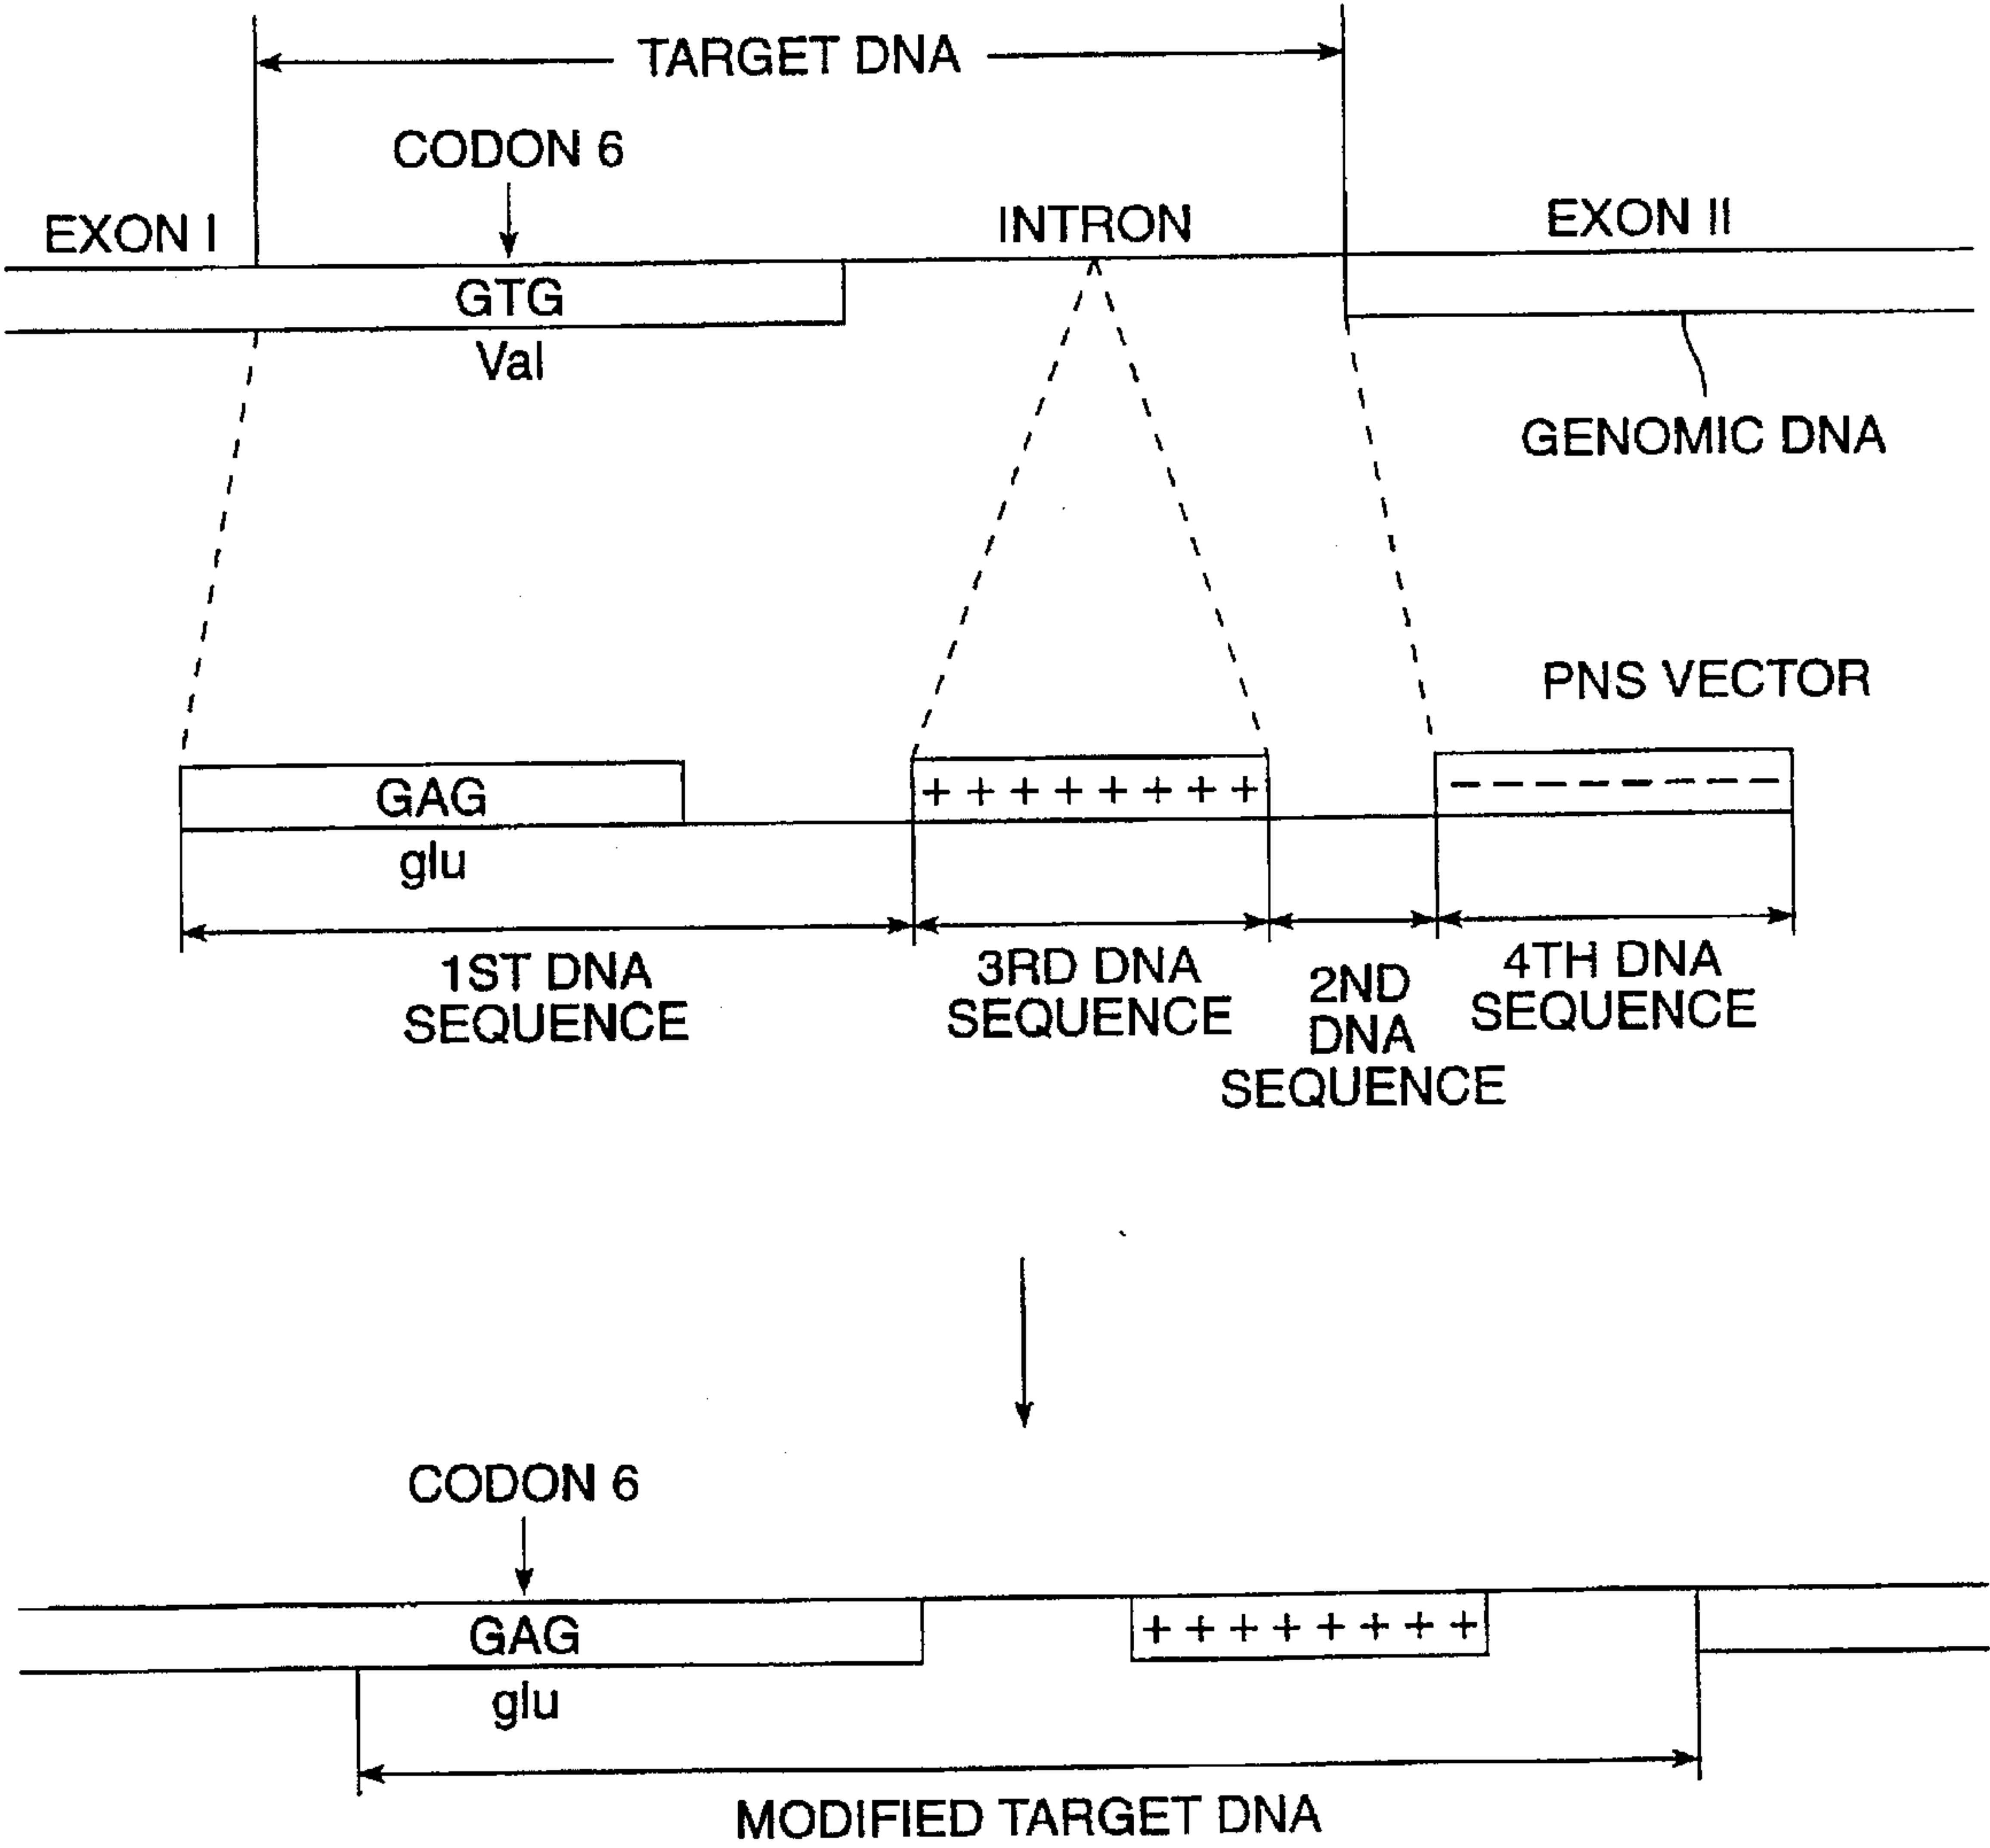 TARGET DNA
CODON 6
EXON I
INTRON
EXON II
GTG
Val
GENOMIC DNA
PNS VECTOR
GAG
+ + + + + + + +
– – – – – – – –
glu
1ST DNA
SEQUENCE
3RD DNA
SEQUENCE
2ND
DNA
SEQUENCE
4TH DNA
SEQUENCE
CODON 6
GAG
+ + + + + + + +
glu
MODIFIED TARGET DNA